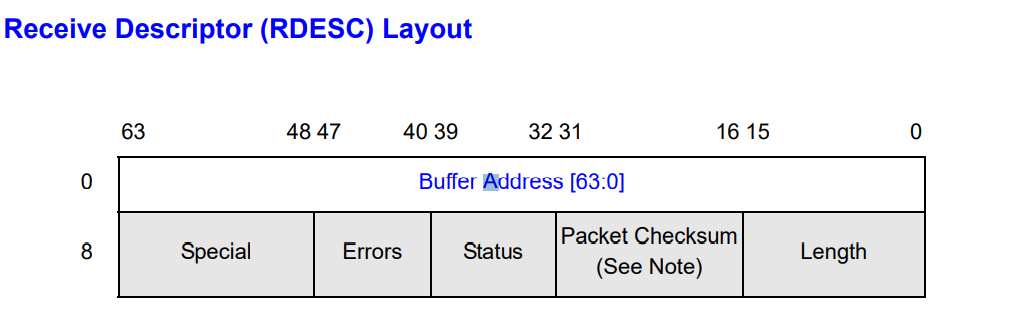 Receive Descriptor (RDESC) Layout
63 48 47 40 39 32 31 16 15 0
0 Buffer Address [63:0]
8 Special Errors Status Packet Checksum (See Note) Length